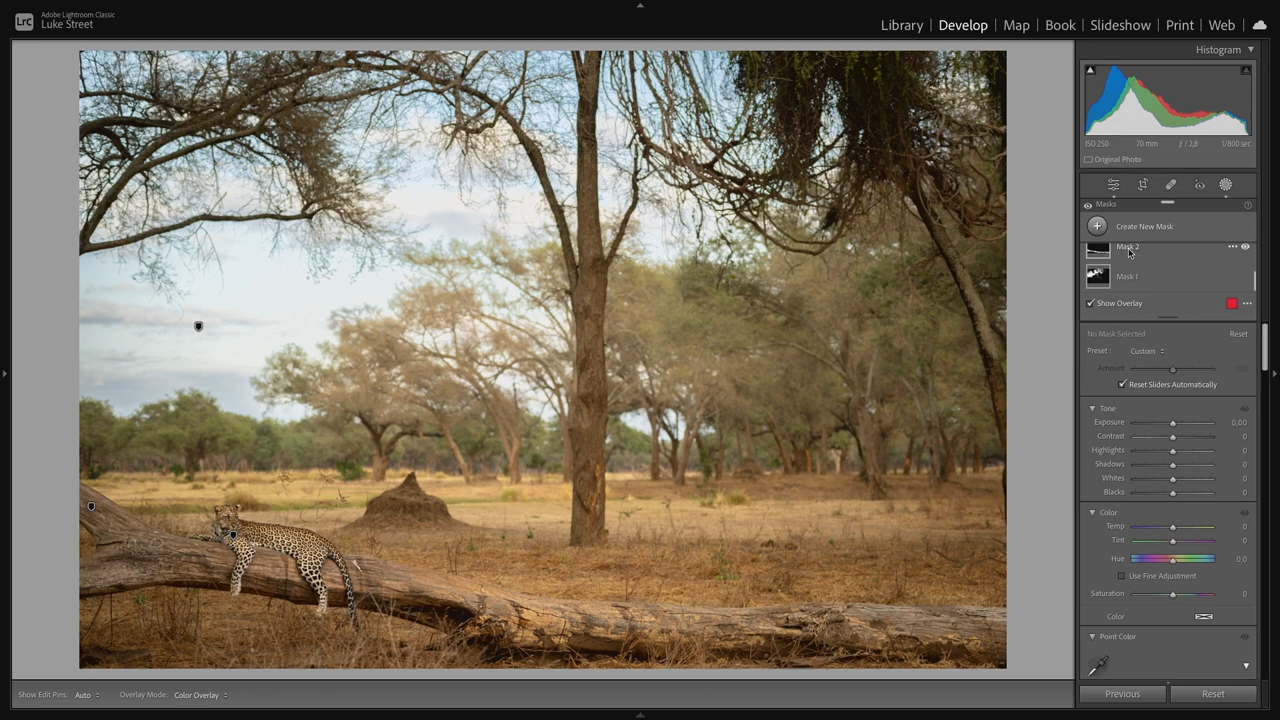 Lrc
Adobe Lightroom Classic
Luke Street
Library | Develop | Map | Book | Slideshow | Print | Web
Histogram
ISO 250 70 mm ƒ / 2,8 1/800 sec
Original Photo
Masks
Create New Mask
Mask 2
Mask 1
Show Overlay
No Mask Selected Reset
Preset : Custom
Amount
Reset Sliders Automatically
Tone
Exposure 0,00
Contrast 0
Highlights 0
Shadows 0
Whites 0
Blacks 0
Color
Temp 0
Tint 0
Hue 0,0
Use Fine Adjustment
Saturation 0
Color
Point Color
Show Edit Pins: Auto Overlay Mode: Color Overlay
Previous Reset